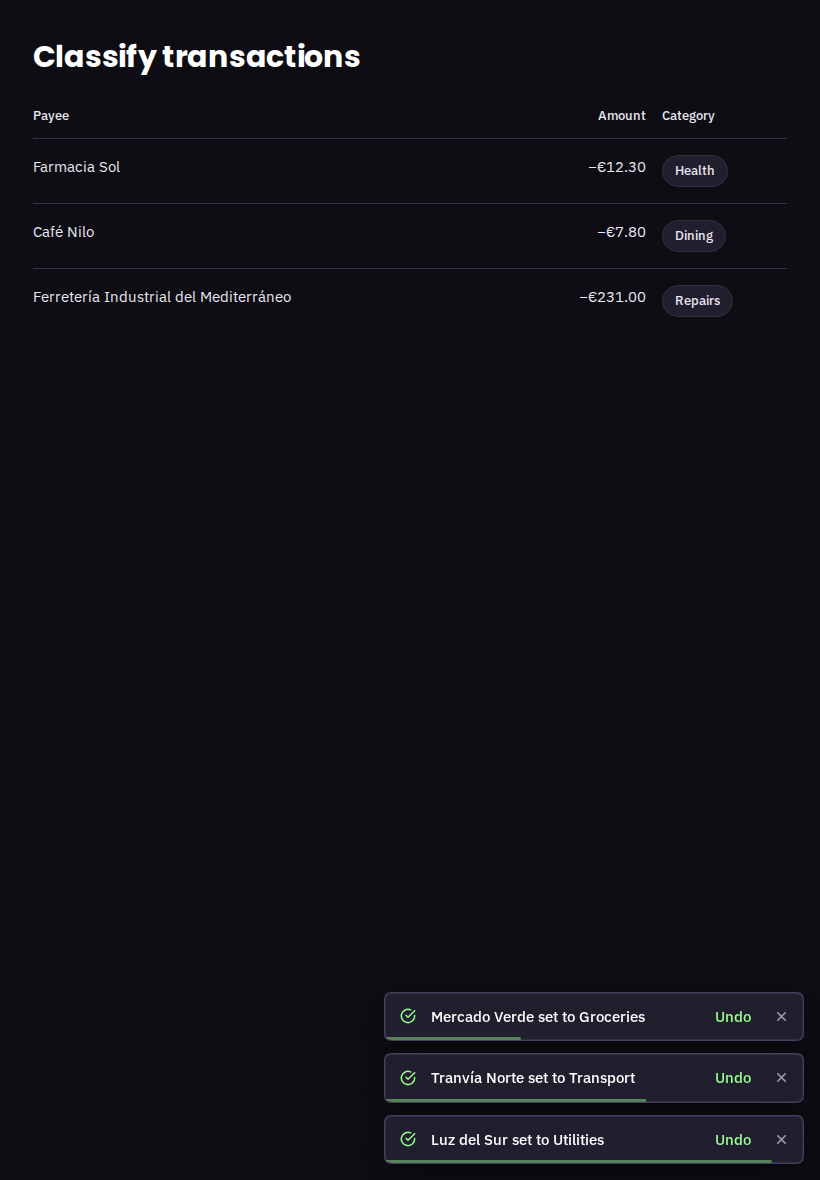 Classify transactions
Payee Amount Category
Farmacia Sol −€12.30 Health
Café Nilo −€7.80 Dining
Ferretería Industrial del Mediterráneo −€231.00 Repairs
Mercado Verde set to Groceries Undo
Tranvía Norte set to Transport Undo
Luz del Sur set to Utilities Undo